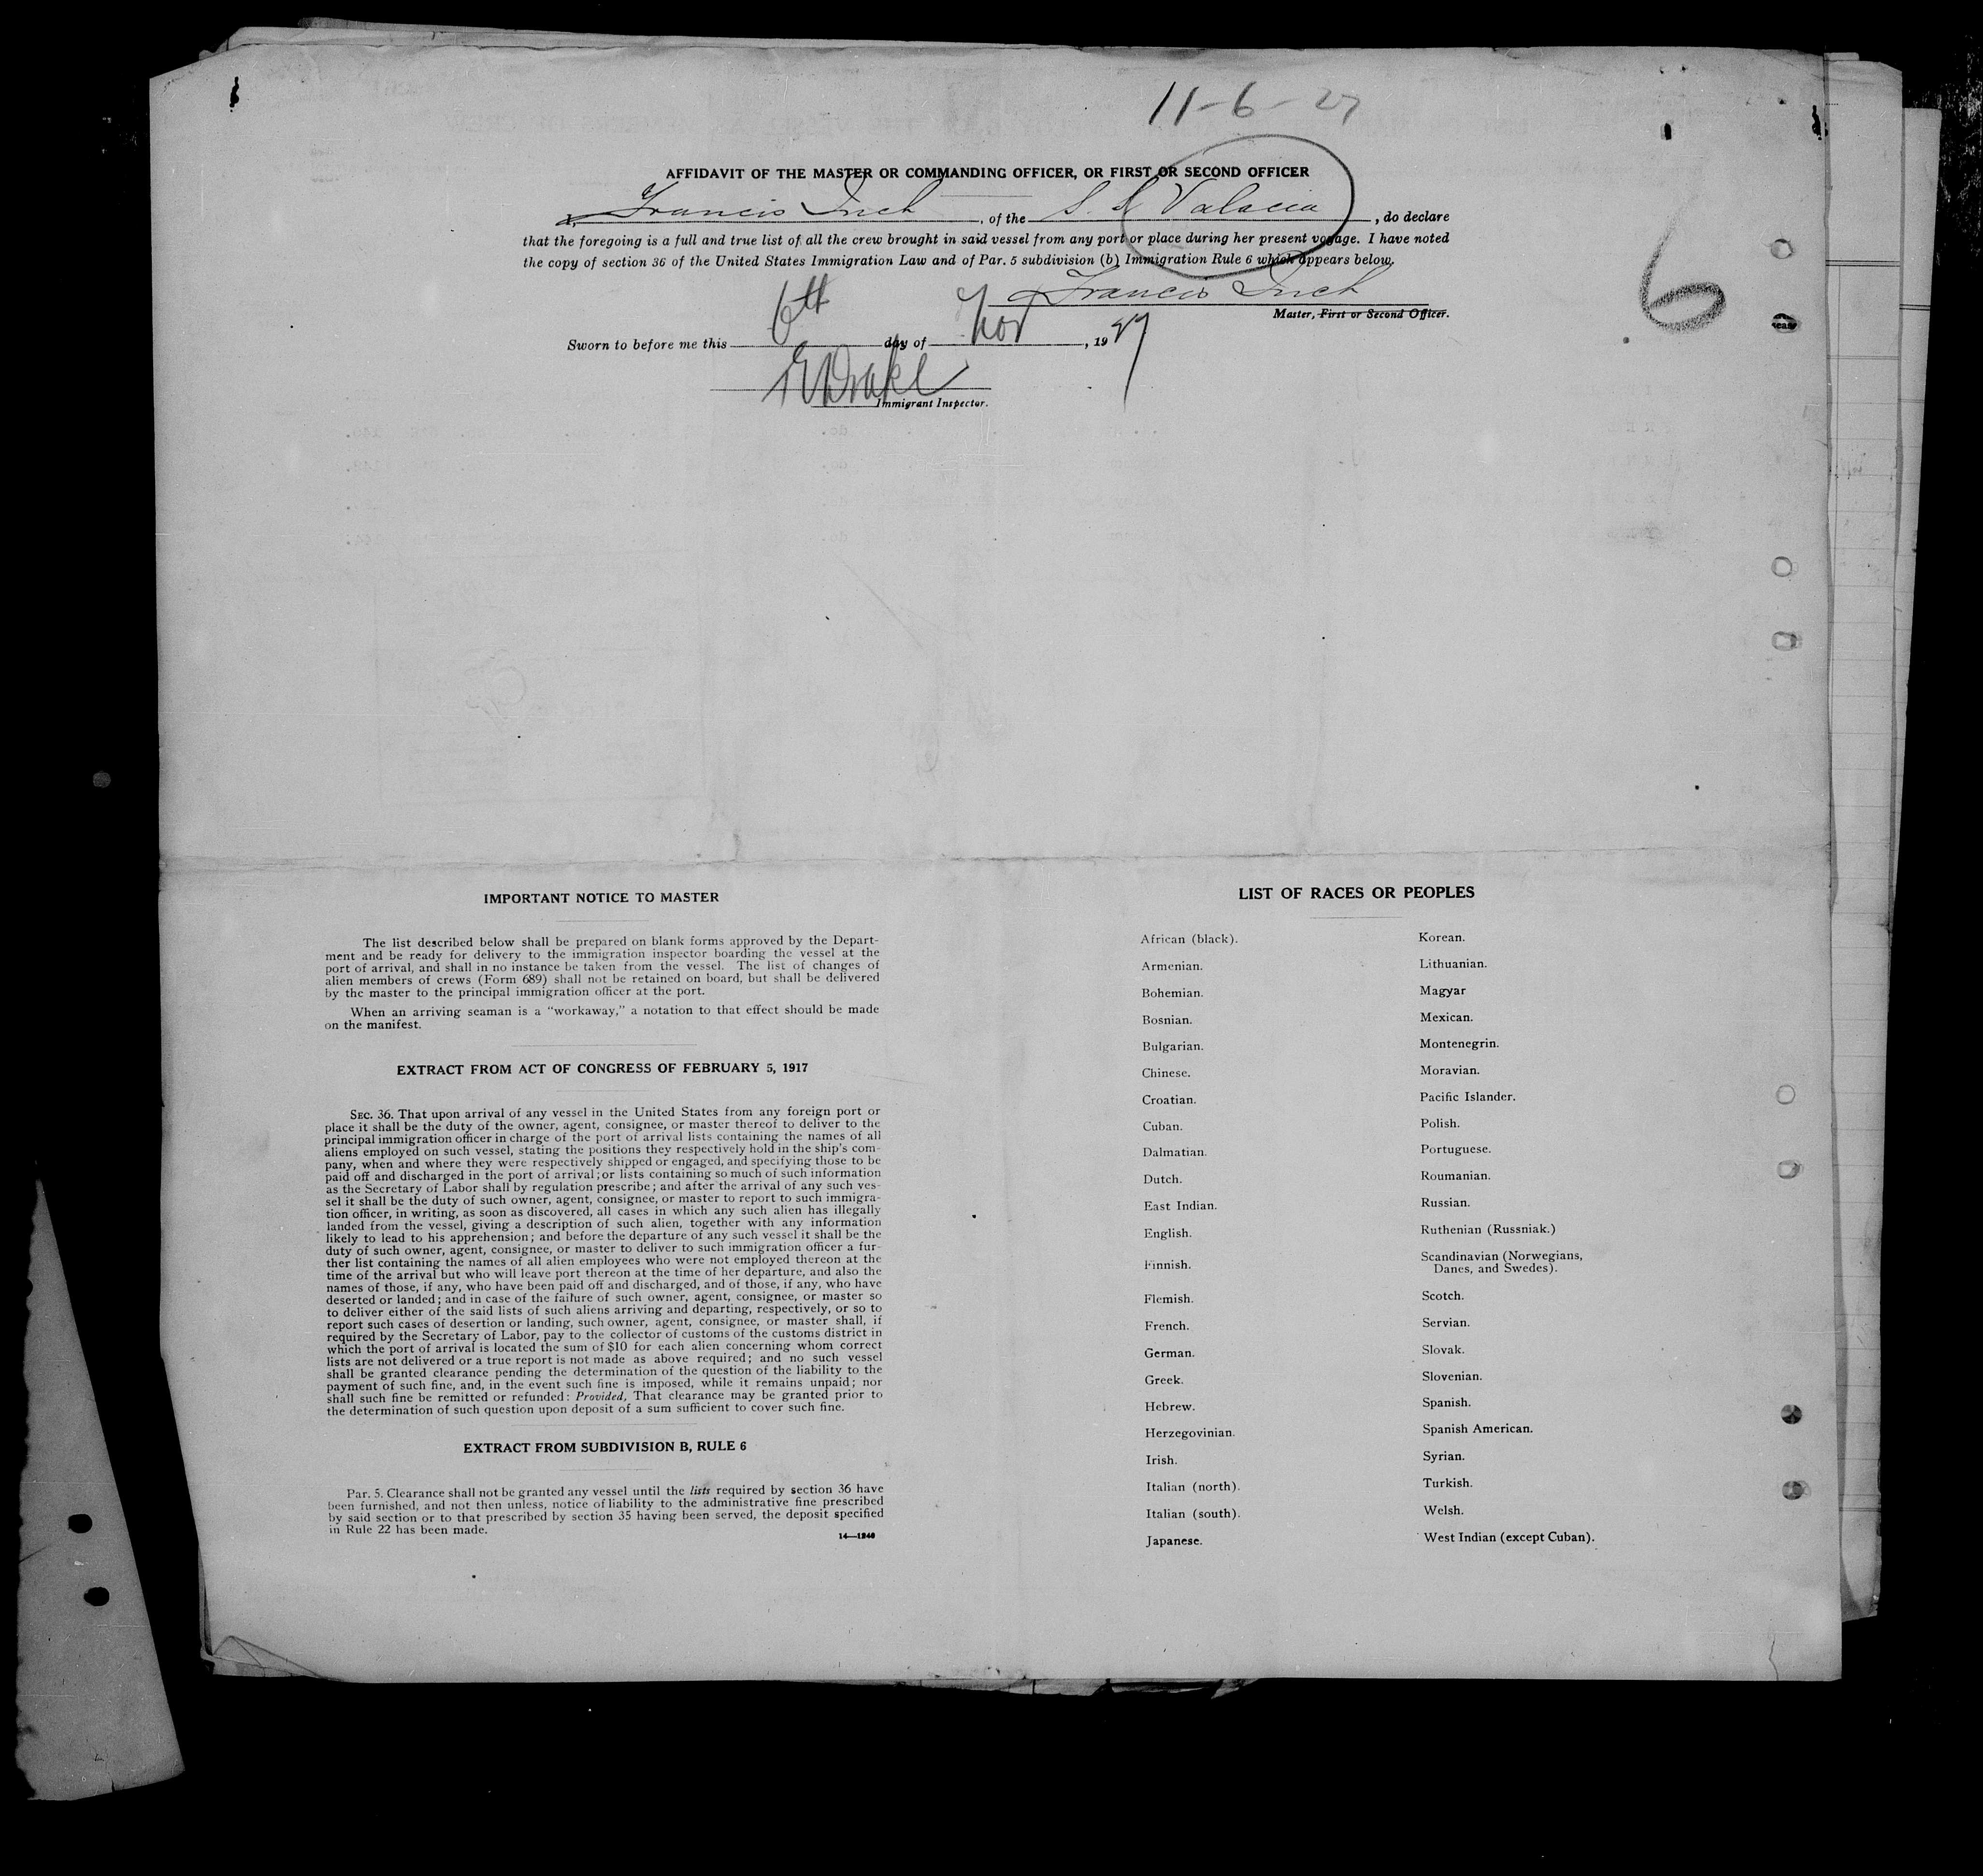 11-6-27
AFFIDAVIT OF THE MASTER OR COMMANDING OFFICER, OR FIRST OR SECOND OFFICER
I, Francis Inch, of the S.S. Valacia, do declare
that the foregoing is a full and true list of all the crew brought in said vessel from any port or place during her present voyage. I have noted
the copy of section 36 of the United States Immigration Law and of Par. 5 subdivision (b) Immigration Rule 6 which appears below.
Francis Inch
Master, First or Second Officer.
6
Sworn to before me this 6th day of Nov, 1927
Drake
Immigrant Inspector.
IMPORTANT NOTICE TO MASTER
The list described below shall be prepared on blank forms approved by the Depart-
ment and be ready for delivery to the immigration inspector boarding the vessel at the
port of arrival, and shall in no instance be taken from the vessel. The list of changes of
alien members of crews (Form 689) shall not be retained on board, but shall be delivered
by the master to the principal immigration officer at the port.
When an arriving seaman is a "workaway," a notation to that effect should be made
on the manifest.
EXTRACT FROM ACT OF CONGRESS OF FEBRUARY 5, 1917
SEC. 36. That upon arrival of any vessel in the United States from any foreign port or
place it shall be the duty of the owner, agent, consignee, or master thereof to deliver to the
principal immigration officer in charge of the port of arrival lists containing the names of all
aliens employed on such vessel, stating the positions they respectively hold in the ship's com-
pany, when and where they were respectively shipped or engaged, and specifying those to be
paid off and discharged in the port of arrival; or lists containing so much of such information
as the Secretary of Labor shall by regulation prescribe; and after the arrival of any such ves-
sel it shall be the duty of such owner, agent, consignee, or master to report to such immigra-
tion officer, in writing, as soon as discovered, all cases in which any such alien has illegally
landed from the vessel, giving a description of such alien, together with any information
likely to lead to his apprehension; and before the departure of any such vessel it shall be the
duty of such owner, agent, consignee, or master to deliver to such immigration officer a fur-
ther list containing the names of all alien employees who were not employed thereon at the
time of the arrival but who will leave port thereon at the time of her departure, and also the
names of those, if any, who have been paid off and discharged, and of those, if any, who have
deserted or landed; and in case of the failure of such owner, agent, consignee, or master so
to deliver either of the said lists of such aliens arriving and departing, respectively, or so to
report such cases of desertion or landing, such owner, agent, consignee, or master shall, if
required by the Secretary of Labor, pay to the collector of customs of the customs district in
which the port of arrival is located the sum of $10 for each alien concerning whom correct
lists are not delivered or a true report is not made as above required; and no such vessel
shall be granted clearance pending the determination of the question of the liability to the
payment of such fine, and, in the event such fine is imposed, while it remains unpaid; nor
shall such fine be remitted or refunded: Provided, That clearance may be granted prior to
the determination of such question upon deposit of a sum sufficient to cover such fine.
EXTRACT FROM SUBDIVISION B, RULE 6
Par. 5. Clearance shall not be granted any vessel until the lists required by section 36 have
been furnished, and not then unless, notice of liability to the administrative fine prescribed
by said section or to that prescribed by section 35 having been served, the deposit specified
in Rule 22 has been made.
14—1240
LIST OF RACES OR PEOPLES
African (black).
Armenian.
Bohemian.
Bosnian.
Bulgarian.
Chinese.
Croatian.
Cuban.
Dalmatian.
Dutch.
East Indian.
English.
Finnish.
Flemish.
French.
German.
Greek.
Hebrew.
Herzegovinian.
Irish.
Italian (north).
Italian (south).
Japanese.
Korean.
Lithuanian.
Magyar
Mexican.
Montenegrin.
Moravian.
Pacific Islander.
Polish.
Portuguese.
Roumanian.
Russian.
Ruthenian (Russniak.)
Scandinavian (Norwegians,
Danes, and Swedes).
Scotch.
Servian.
Slovak.
Slovenian.
Spanish.
Spanish American.
Syrian.
Turkish.
Welsh.
West Indian (except Cuban).